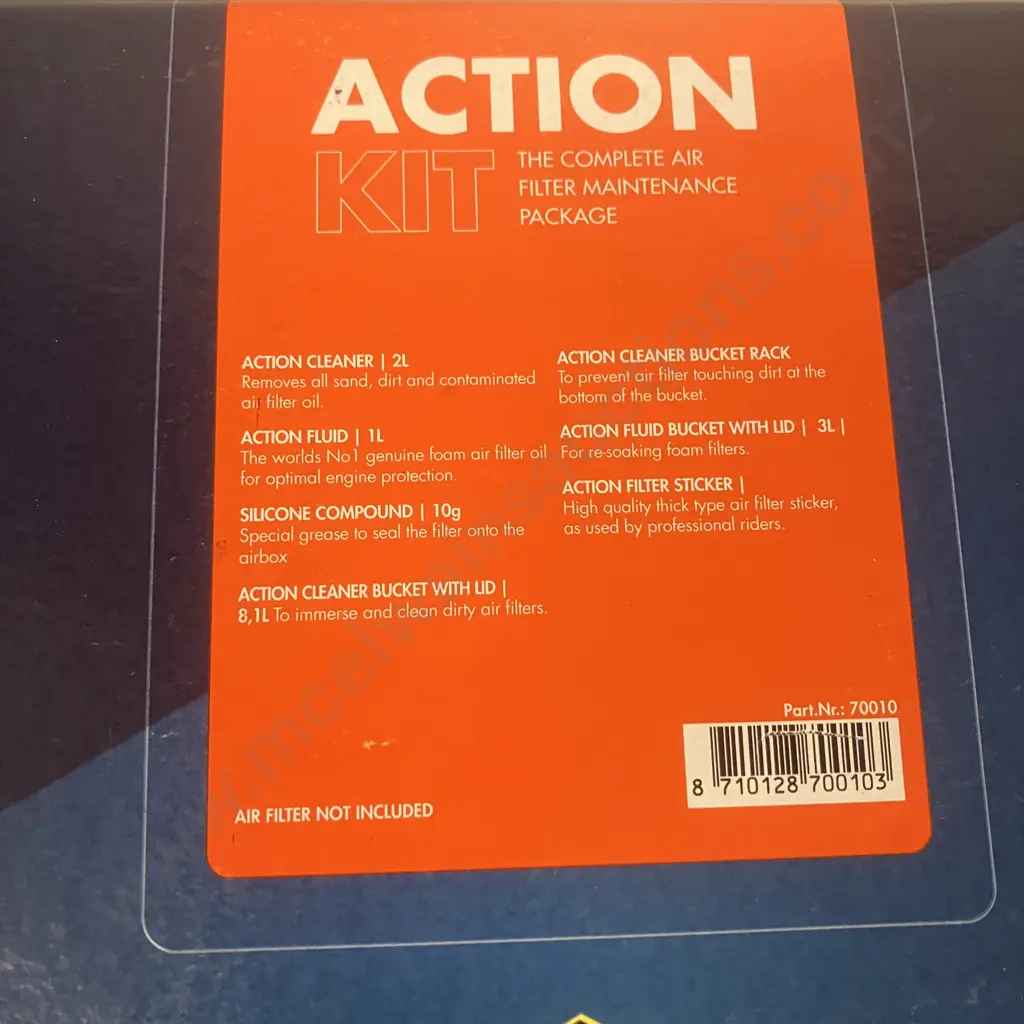 ACTION
KIT
THE COMPLETE AIR
FILTER MAINTENANCE
PACKAGE
ACTION CLEANER | 2L
Removes all sand, dirt and contaminated
air filter oil.
ACTION FLUID | 1L
The worlds No1 genuine foam air filter oil
for optimal engine protection.
SILICONE COMPOUND | 10g
Special grease to seal the filter onto the
airbox
ACTION CLEANER BUCKET WITH LID |
8,1L To immerse and clean dirty air filters.
ACTION CLEANER BUCKET RACK
To prevent air filter touching dirt at the
bottom of the bucket.
ACTION FLUID BUCKET WITH LID | 3L |
For re-soaking foam filters.
ACTION FILTER STICKER |
High quality thick type air filter sticker,
as used by professional riders.
Part.Nr.: 70010
8 710128 700103
AIR FILTER NOT INCLUDED